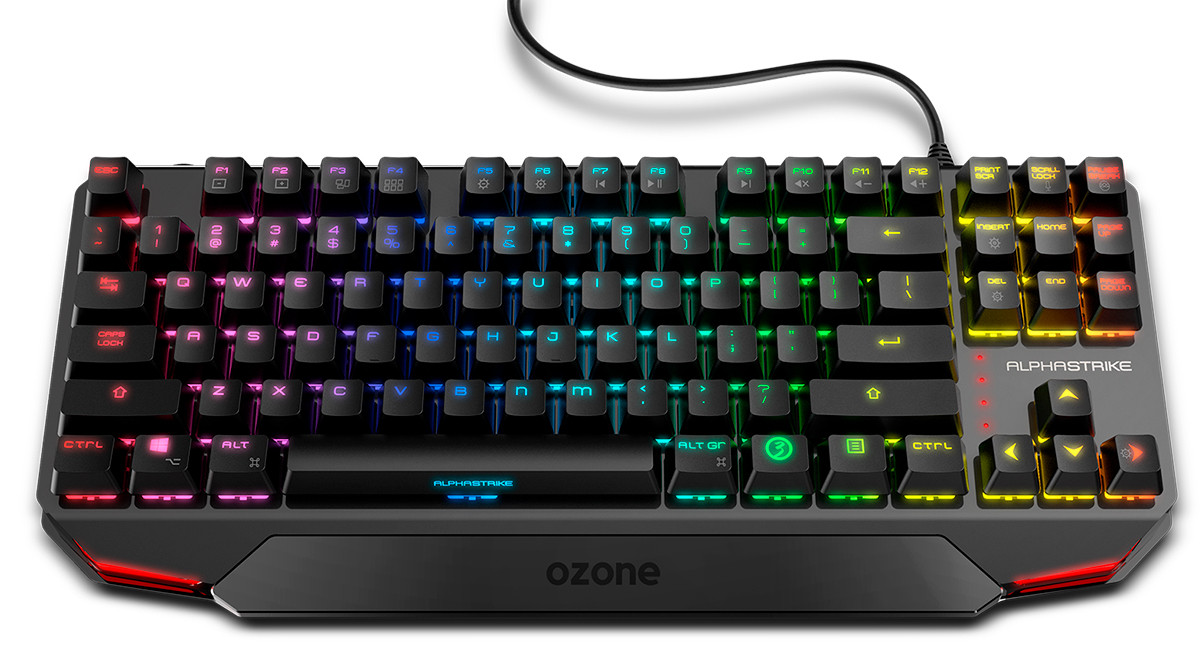 ESC F1 F2 F3 F4 F5 F6 F7 F8 F9 F10 F11 F12 PRINT SCR SCROLL LOCK PAUSE BREAK
` ~ 1 ! 2 @ 3 # 4 $ 5 % 6 ^ 7 & 8 * 9 ( 0 ) - _ = + ← INSERT HOME PAGE UP
Q W E R T Y U I O P [ { ] } \ | DEL END PAGE DOWN
CAPS LOCK A S D F G H J K L ; : ' "
ALPHASTRIKE
Z X C V B N M , < . > / ?
CTRL ALT ALT GR CTRL
ALPHASTRIKE
OZONE